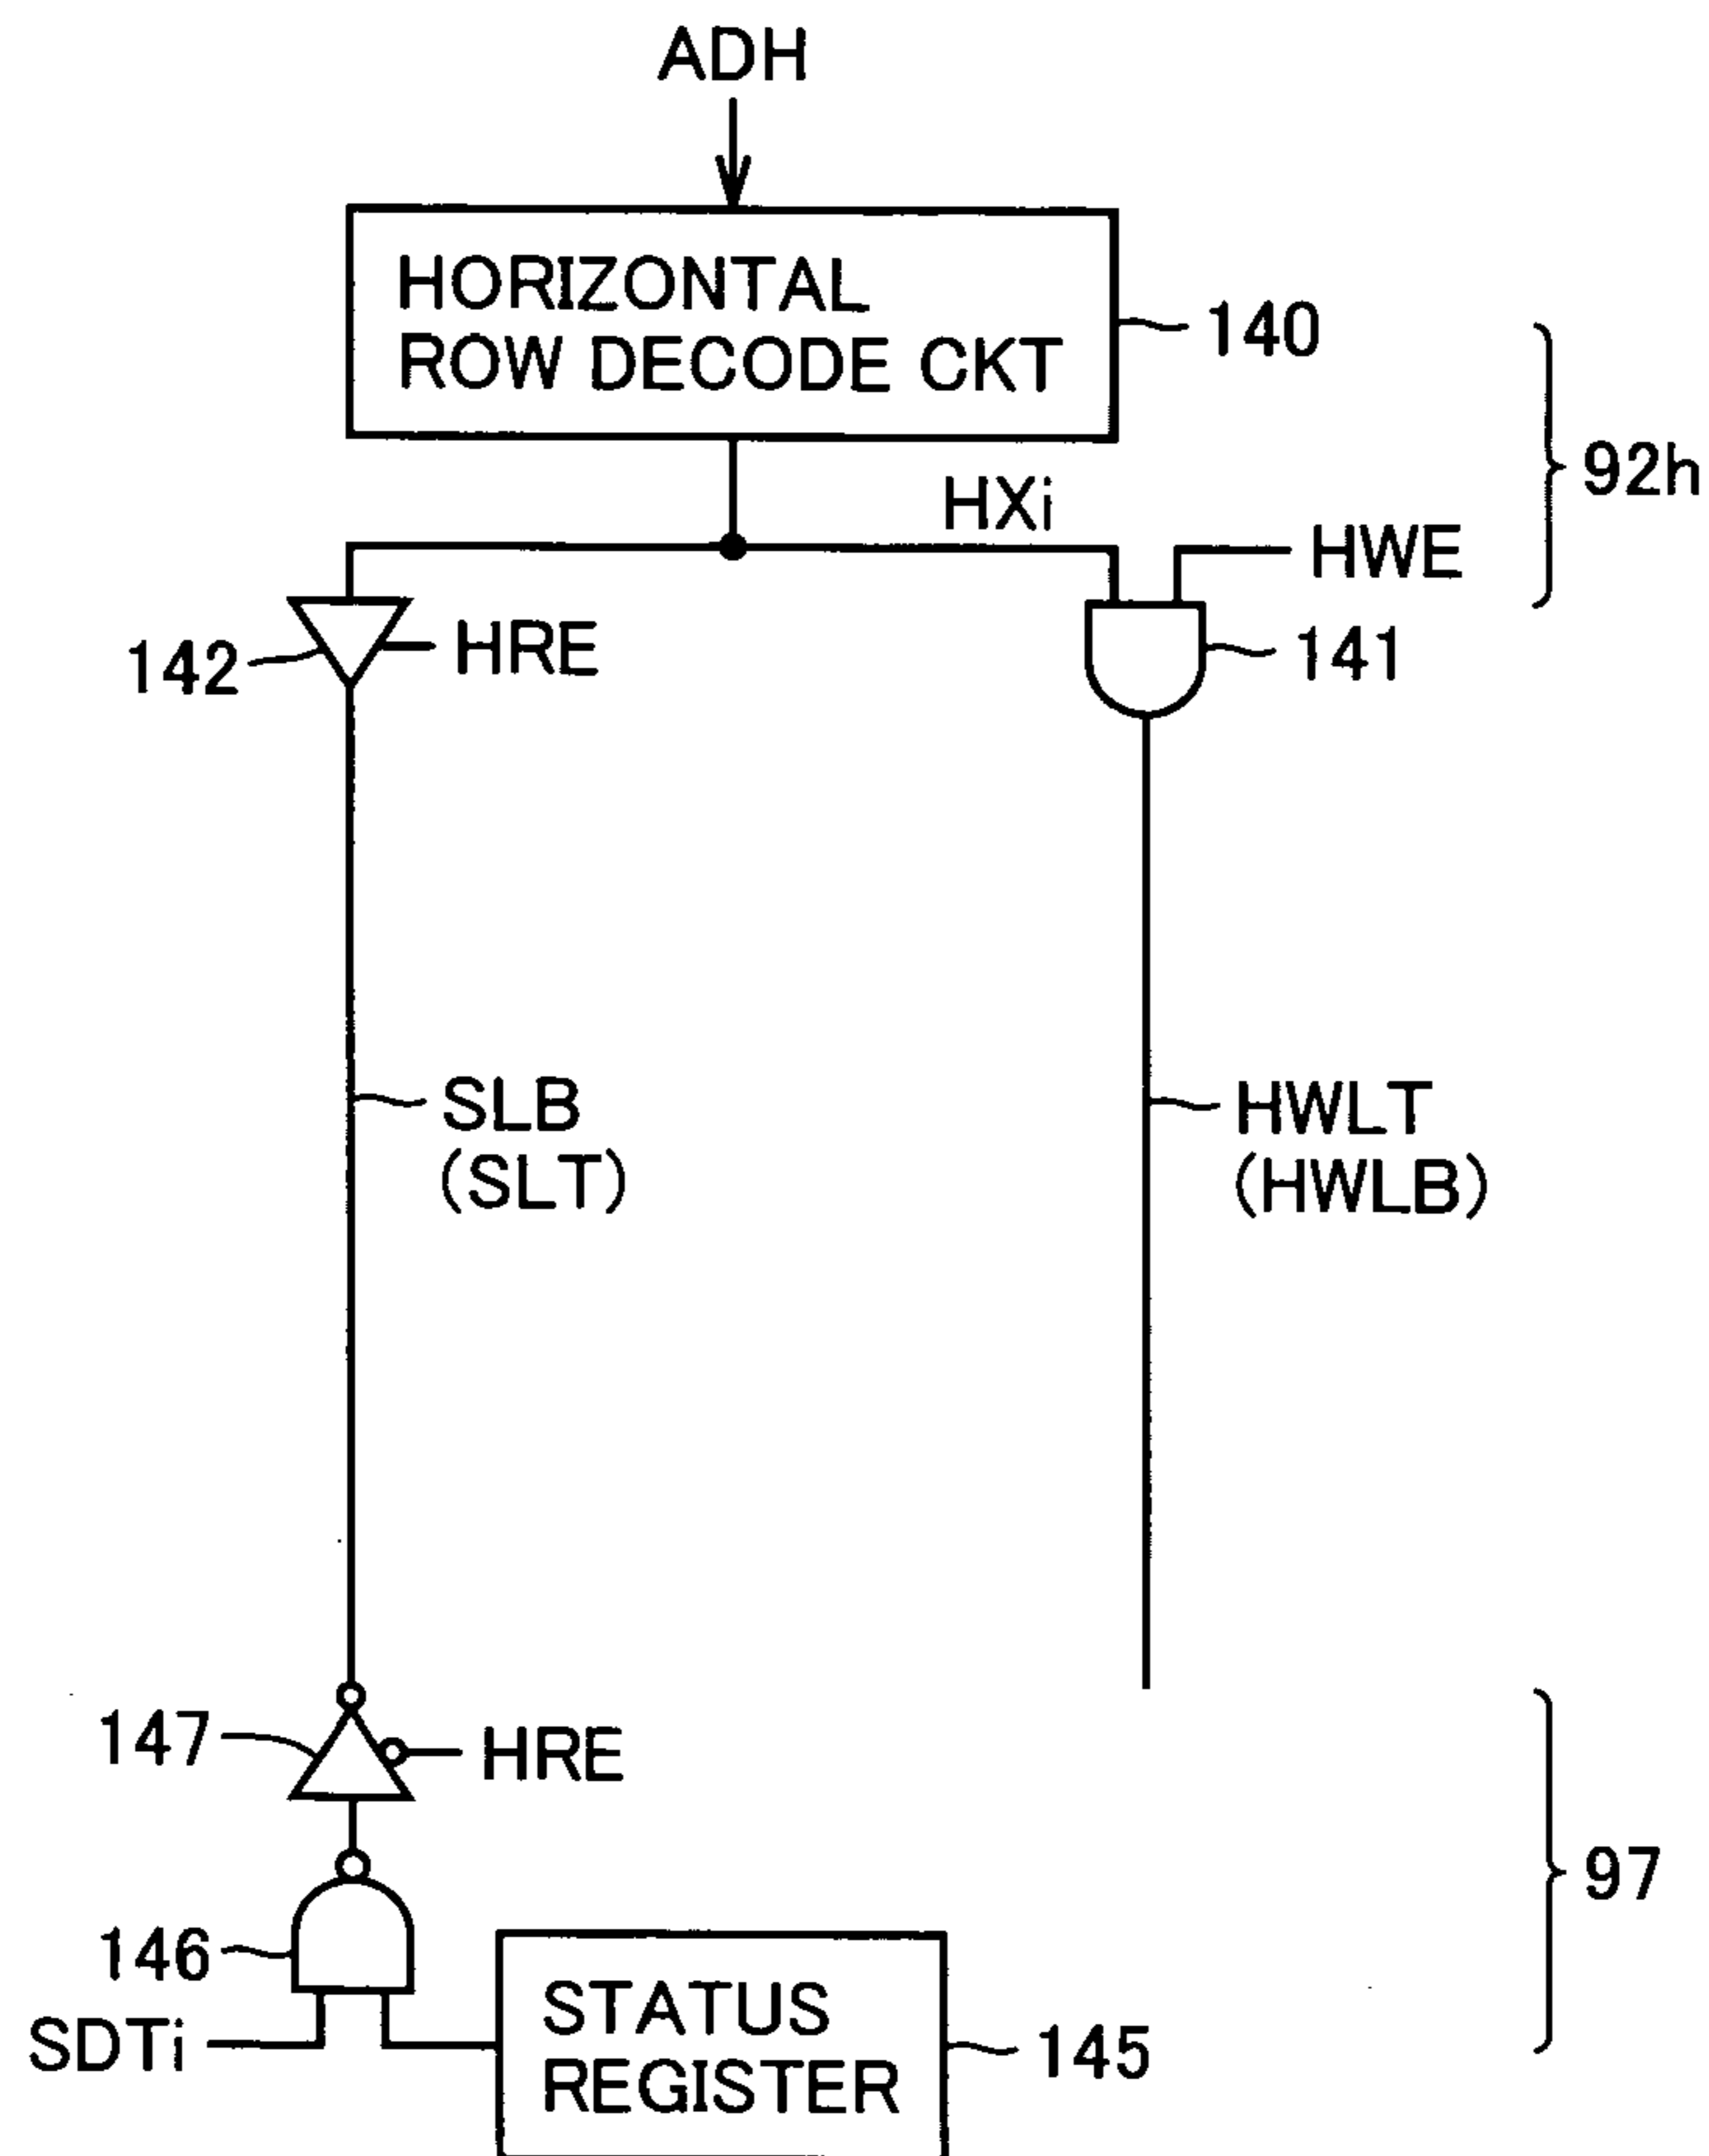 ADH
HORIZONTAL
ROW DECODE CKT
140
92h
HXi
HWE
142
HRE
141
SLB
(SLT)
HWLT
(HWLB)
147
HRE
97
146
STATUS
REGISTER
SDTi
145